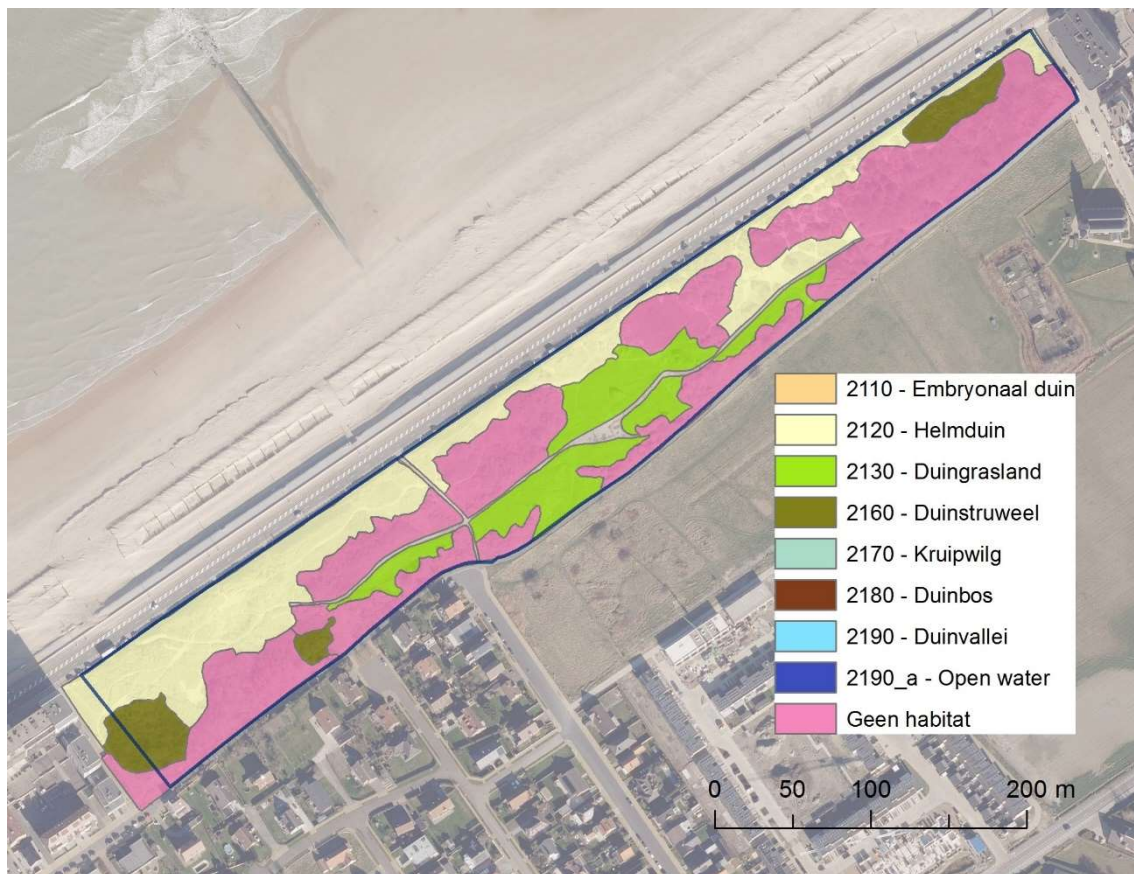 2110 - Embryonaal duin
2120 - Helmduin
2130 - Duingrasland
2160 - Duinstruweel
2170 - Kruipwilg
2180 - Duinbos
2190 - Duinvallei
2190_a - Open water
Geen habitat
0 50 100 200 m